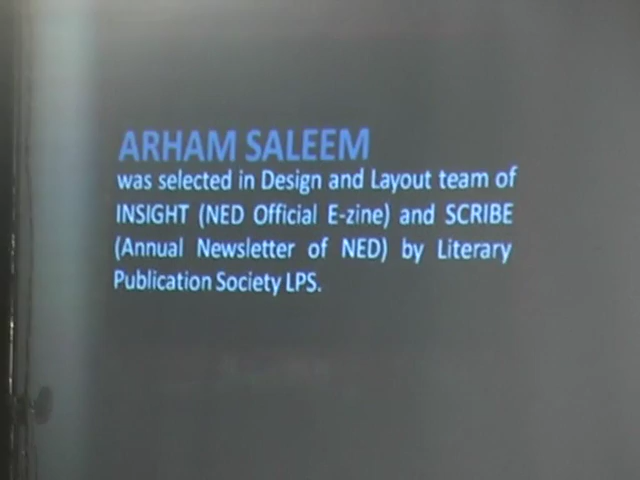 ARHAM SALEEM
was selected in Design and Layout team of
INSIGHT (NED Official E-zine) and SCRIBE
(Annual Newsletter of NED) by Literary
Publication Society LPS.